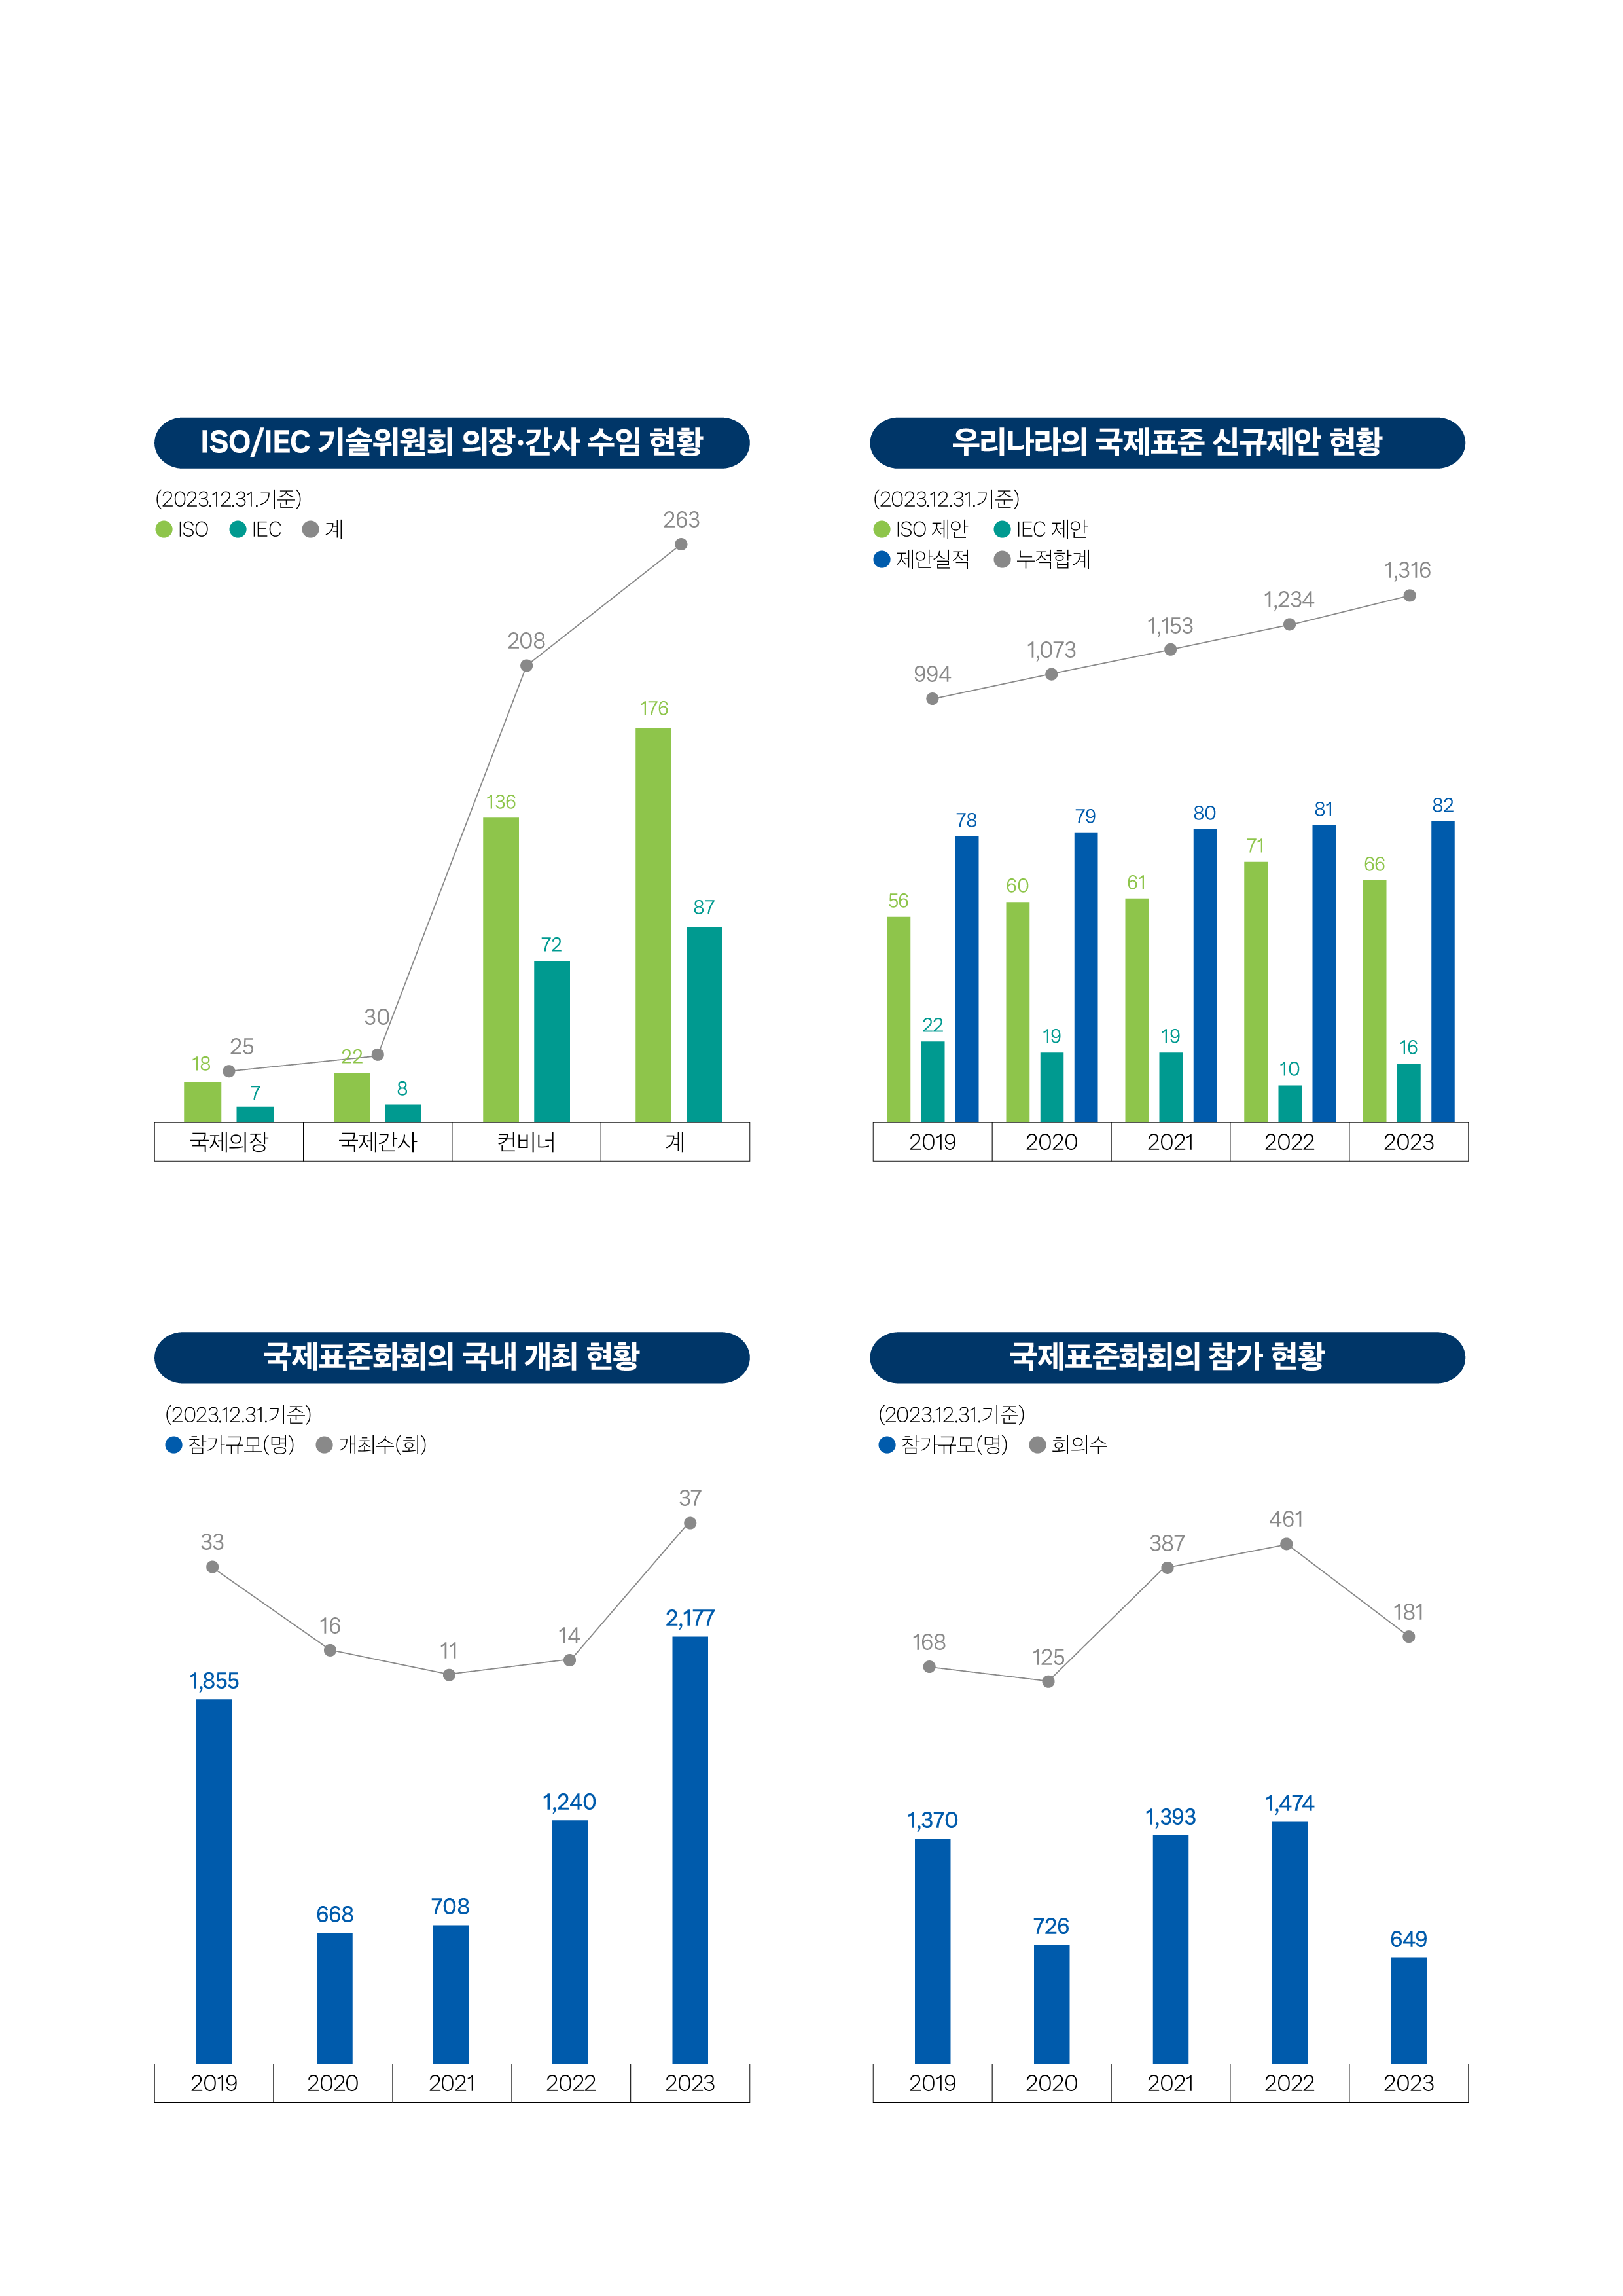 ISO/IEC 기술위원회 의장·간사 수임 현황
(2023.12.31.기준)
ISO IEC 계
263
208
176
136
87
72
30
25
22
18
8
7
국제의장 국제간사 컨비너 계
우리나라의 국제표준 신규제안 현황
(2023.12.31.기준)
ISO 제안 IEC 제안
제안실적 누적합계
1,316
1,234
1,153
1,073
994
78 79 80 81 82
56 60 61 71 66
22 19 19 10 16
2019 2020 2021 2022 2023
국제표준화회의 국내 개최 현황
(2023.12.31.기준)
참가규모(명) 개최수(회)
33 16 11 14 37
1,855 668 708 1,240 2,177
2019 2020 2021 2022 2023
국제표준화회의 참가 현황
(2023.12.31.기준)
참가규모(명) 회의수
168 125 387 461 181
1,370 726 1,393 1,474 649
2019 2020 2021 2022 2023